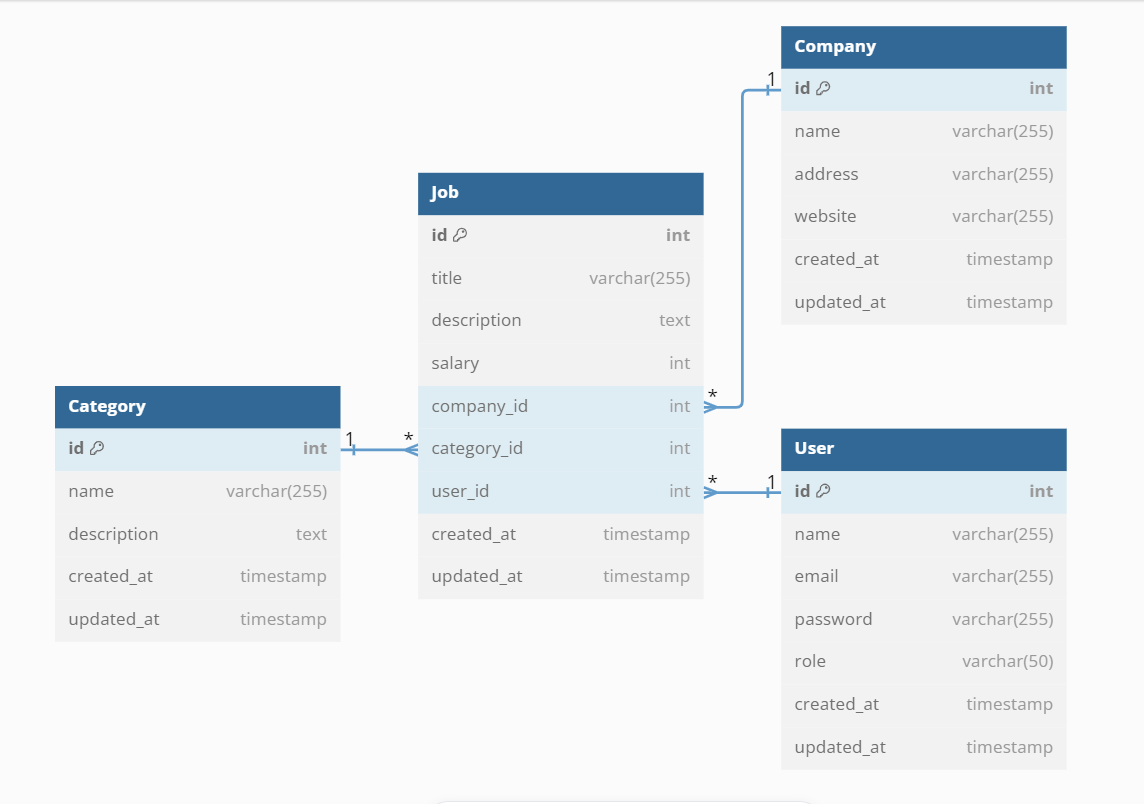 Company
id int
name varchar(255)
address varchar(255)
website varchar(255)
created_at timestamp
updated_at timestamp
Job
id int
title varchar(255)
description text
salary int
company_id int
category_id int
user_id int
created_at timestamp
updated_at timestamp
Category
id int
name varchar(255)
description text
created_at timestamp
updated_at timestamp
User
id int
name varchar(255)
email varchar(255)
password varchar(255)
role varchar(50)
created_at timestamp
updated_at timestamp
1
*
1
*
*
1